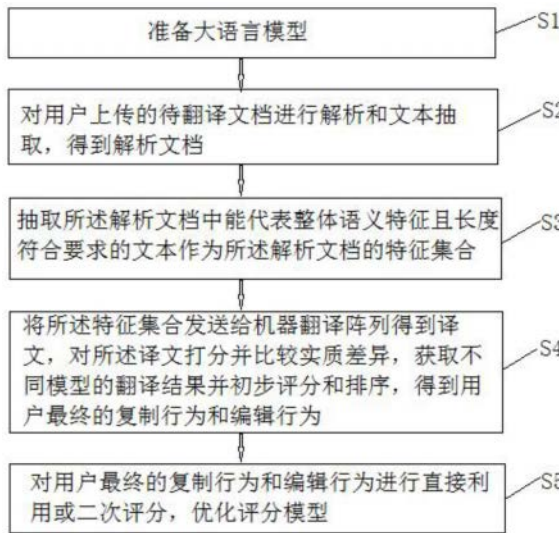 准备大语言模型
S1
对用户上传的待翻译文档进行解析和文本抽
取，得到解析文档
S2
抽取所述解析文档中能代表整体语义特征且长度
符合要求的文本作为所述解析文档的特征集合
S3
将所述特征集合发送给机器翻译阵列得到译
文，对所述译文打分并比较实质差异，获取不
同模型的翻译结果并初步评分和排序，得到用
户最终的复制行为和编辑行为
S4
对用户最终的复制行为和编辑行为进行直接利
用或二次评分，优化评分模型
S5